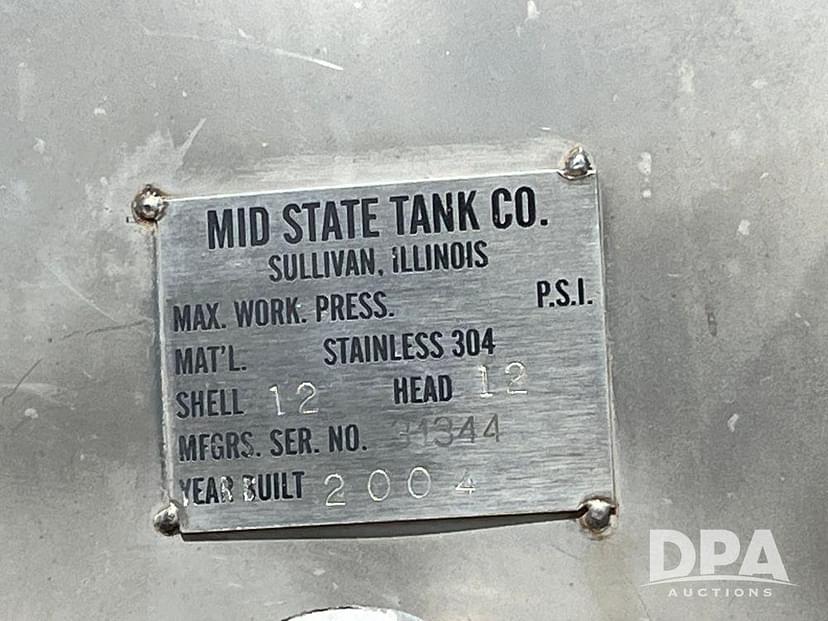 MID STATE TANK CO.
SULLIVAN, ILLINOIS
MAX. WORK. PRESS. P.S.I.
MAT'L. STAINLESS 304
SHELL 12 HEAD 12
MFGRS. SER. NO. 31344
YEAR BUILT 2004
DPA
AUCTIONS